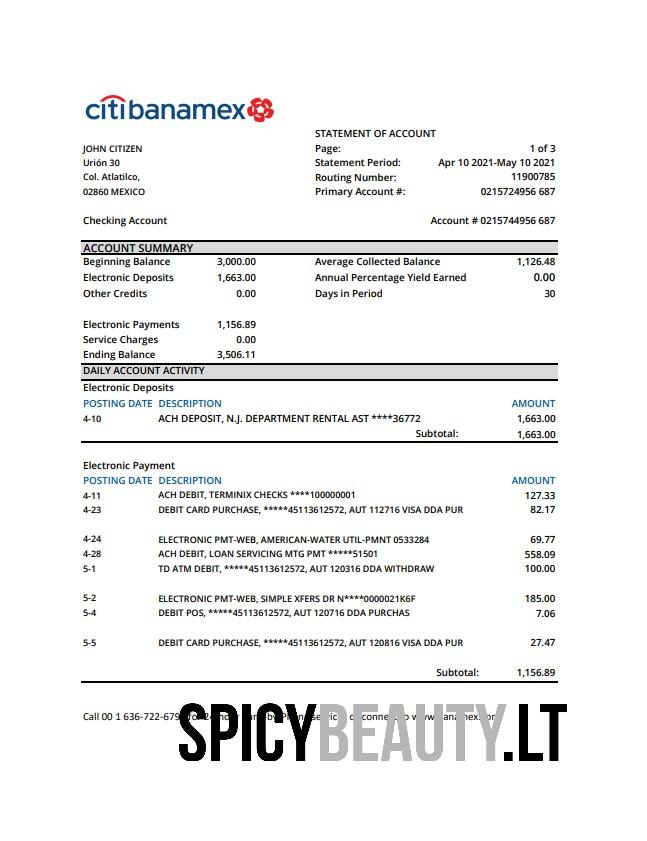 citibanamex
STATEMENT OF ACCOUNT
JOHN CITIZEN Page: 1 of 3
Urión 30 Statement Period: Apr 10 2021-May 10 2021
Col. Atlatilco, Routing Number: 11900785
02860 MEXICO Primary Account #: 0215724956 687
Checking Account Account # 0215744956 687
ACCOUNT SUMMARY
Beginning Balance 3,000.00 Average Collected Balance 1,126.48
Electronic Deposits 1,663.00 Annual Percentage Yield Earned 0.00
Other Credits 0.00 Days in Period 30
Electronic Payments 1,156.89
Service Charges 0.00
Ending Balance 3,506.11
DAILY ACCOUNT ACTIVITY
Electronic Deposits
POSTING DATE DESCRIPTION AMOUNT
4-10 ACH DEPOSIT, N.J. DEPARTMENT RENTAL AST ****36772 1,663.00
Subtotal: 1,663.00
Electronic Payment
POSTING DATE DESCRIPTION AMOUNT
4-11 ACH DEBIT, TERMINIX CHECKS ****100000001 127.33
4-23 DEBIT CARD PURCHASE, *****45113612572, AUT 112716 VISA DDA PUR 82.17
4-24 ELECTRONIC PMT-WEB, AMERICAN-WATER UTIL-PMNT 0533284 69.77
4-28 ACH DEBIT, LOAN SERVICING MTG PMT *****51501 558.09
5-1 TD ATM DEBIT, *****45113612572, AUT 120316 DDA WITHDRAW 100.00
5-2 ELECTRONIC PMT-WEB, SIMPLE XFERS DR N****0000021K6F 185.00
5-4 DEBIT POS, *****45113612572, AUT 120716 DDA PURCHAS 7.06
5-5 DEBIT CARD PURCHASE, *****45113612572, AUT 120816 VISA DDA PUR 27.47
Subtotal: 1,156.89
Call 00 1 636-722-679
SPICYBEAUTY.LT